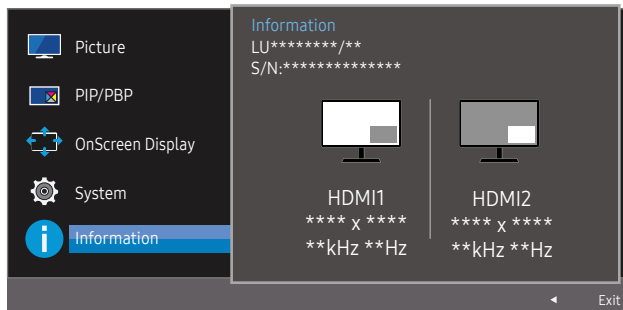 Picture
PIP/PBP
OnScreen Display
System
Information
Information
LU********/**
S/N:**************
HDMI1
**** x ****
**kHz **Hz
HDMI2
**** x ****
**kHz **Hz
Exit